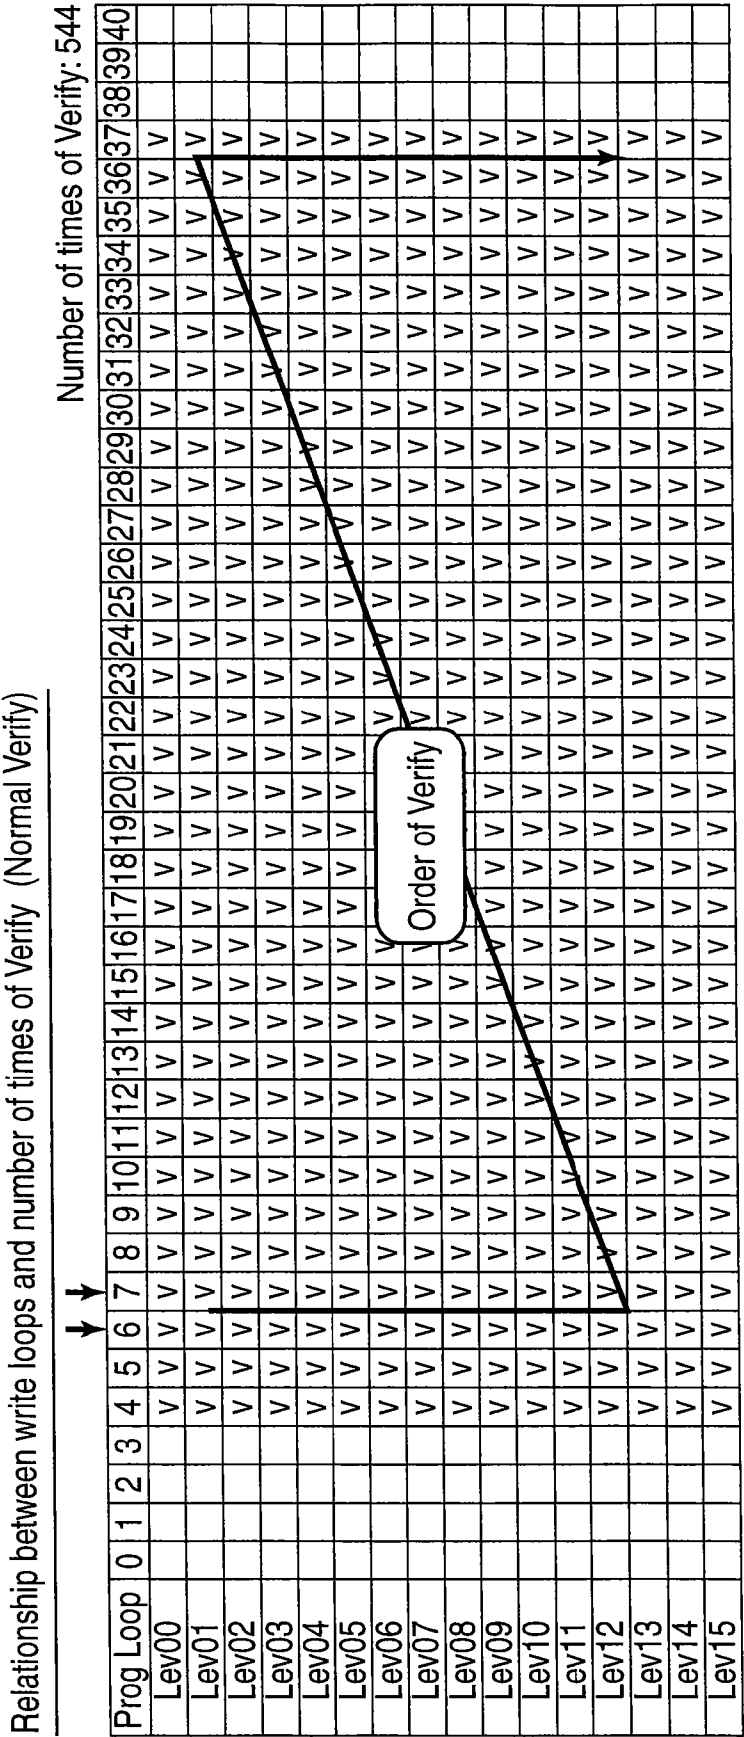 Relationship between write loops and number of times of Verify (Normal Verify)
Number of times of Verify: 544
Prog Loop 0 1 2 3 4 5 6 7 8 9 10 11 12 13 14 15 16 17 18 19 20 21 22 23 24 25 26 27 28 29 30 31 32 33 34 35 36 37 38 39 40
Lev00 V V V V V V V V V V V V V V V V V V V V V V V V V V V V V V V V V V
Lev01 V V V V V V V V V V V V V V V V V V V V V V V V V V V V V V V V V V
Lev02 V V V V V V V V V V V V V V V V V V V V V V V V V V V V V V V V V V
Lev03 V V V V V V V V V V V V V V V V V V V V V V V V V V V V V V V V V V
Lev04 V V V V V V V V V V V V V V V V V V V V V V V V V V V V V V V V V V
Lev05 V V V V V V V V V V V V V V V V V V V V V V V V V V V V V V V V V V
Lev06 V V V V V V V V V V V V V V V V V V V V V V V V V V V V V
Lev07 V V V V V V V V V V V V V Order of Verify V V V V V V V V V V V V V V V V
Lev08 V V V V V V V V V V V V V V V V V V V V V V V V V V V V V
Lev09 V V V V V V V V V V V V V V V V V V V V V V V V V V V V V V V V V V
Lev10 V V V V V V V V V V V V V V V V V V V V V V V V V V V V V V V V V V
Lev11 V V V V V V V V V V V V V V V V V V V V V V V V V V V V V V V V V V
Lev12 V V V V V V V V V V V V V V V V V V V V V V V V V V V V V V V V V V
Lev13 V V V V V V V V V V V V V V V V V V V V V V V V V V V V V V V V V V
Lev14 V V V V V V V V V V V V V V V V V V V V V V V V V V V V V V V V V V
Lev15 V V V V V V V V V V V V V V V V V V V V V V V V V V V V V V V V V V